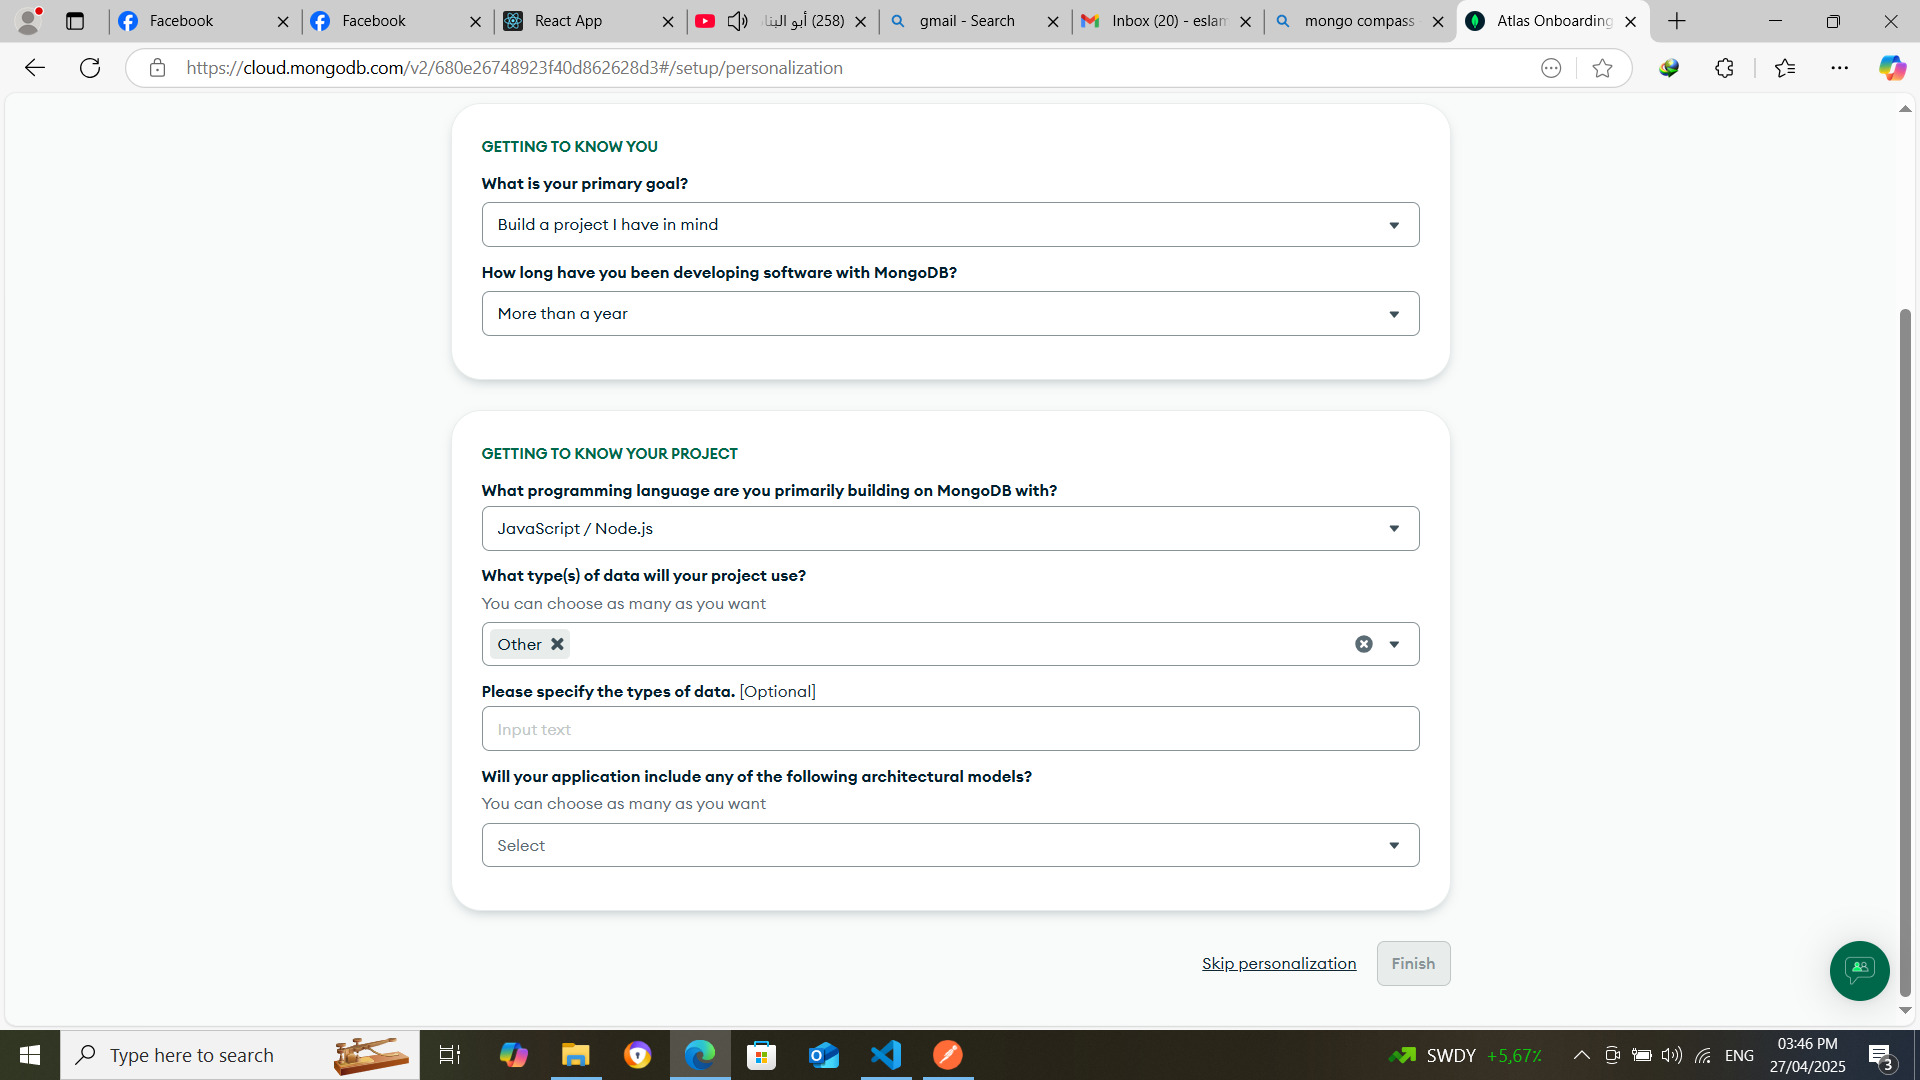 Facebook
Facebook
React App
(258) أبو البنا
gmail - Search
Inbox (20) - eslam
mongo compass
Atlas Onboarding
https://cloud.mongodb.com/v2/680e26748923f40d862628d3#/setup/personalization
GETTING TO KNOW YOU
What is your primary goal?
Build a project I have in mind
How long have you been developing software with MongoDB?
More than a year
GETTING TO KNOW YOUR PROJECT
What programming language are you primarily building on MongoDB with?
JavaScript / Node.js
What type(s) of data will your project use?
You can choose as many as you want
Other
Please specify the types of data. [Optional]
Input text
Will your application include any of the following architectural models?
You can choose as many as you want
Select
Skip personalization
Finish
Type here to search
SWDY +5,67%
ENG
03:46 PM
27/04/2025
3